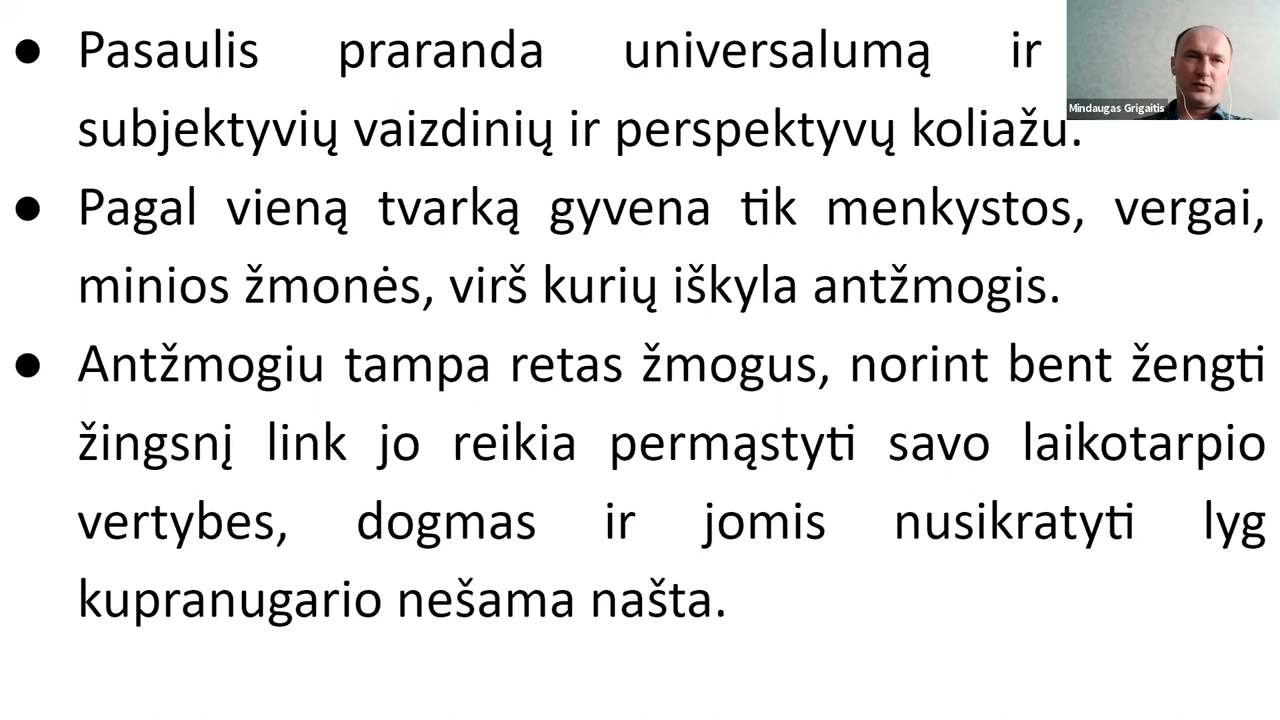 ● Pasaulis praranda universalumą ir
Mindaugas Grigaitis
subjektyvių vaizdinių ir perspektyvų koliažu.
● Pagal vieną tvarką gyvena tik menkystos, vergai,
minios žmonės, virš kurių iškyla antžmogis.
● Antžmogiu tampa retas žmogus, norint bent žengti
žingsnį link jo reikia permąstyti savo laikotarpio
vertybes, dogmas ir jomis nusikratyti lyg
kupranugario nešama našta.